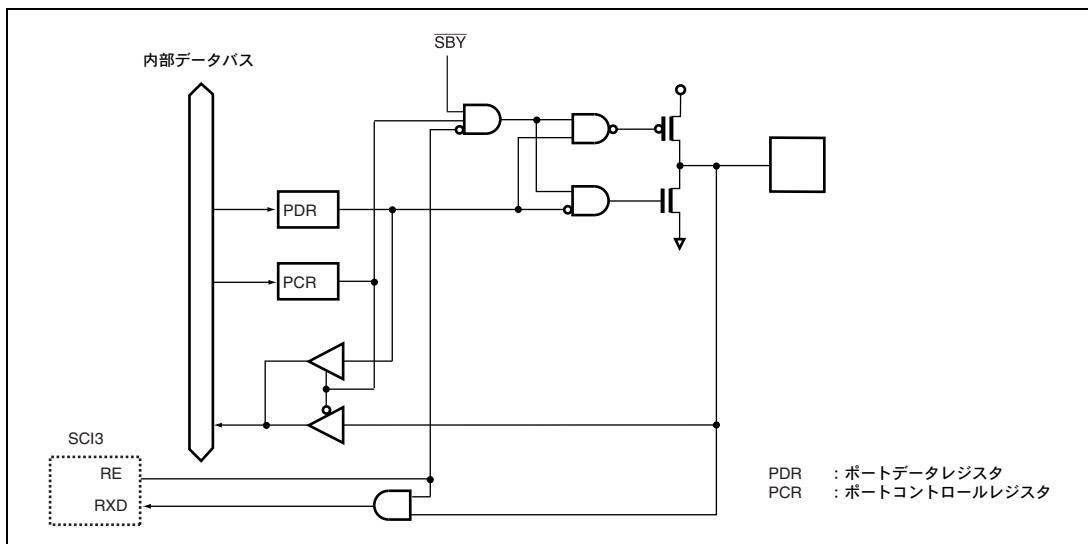 SBY
内部データバス
PDR
PCR
SCI3
RE
RXD
PDR :ポートデータレジスタ
PCR :ポートコントロールレジスタ